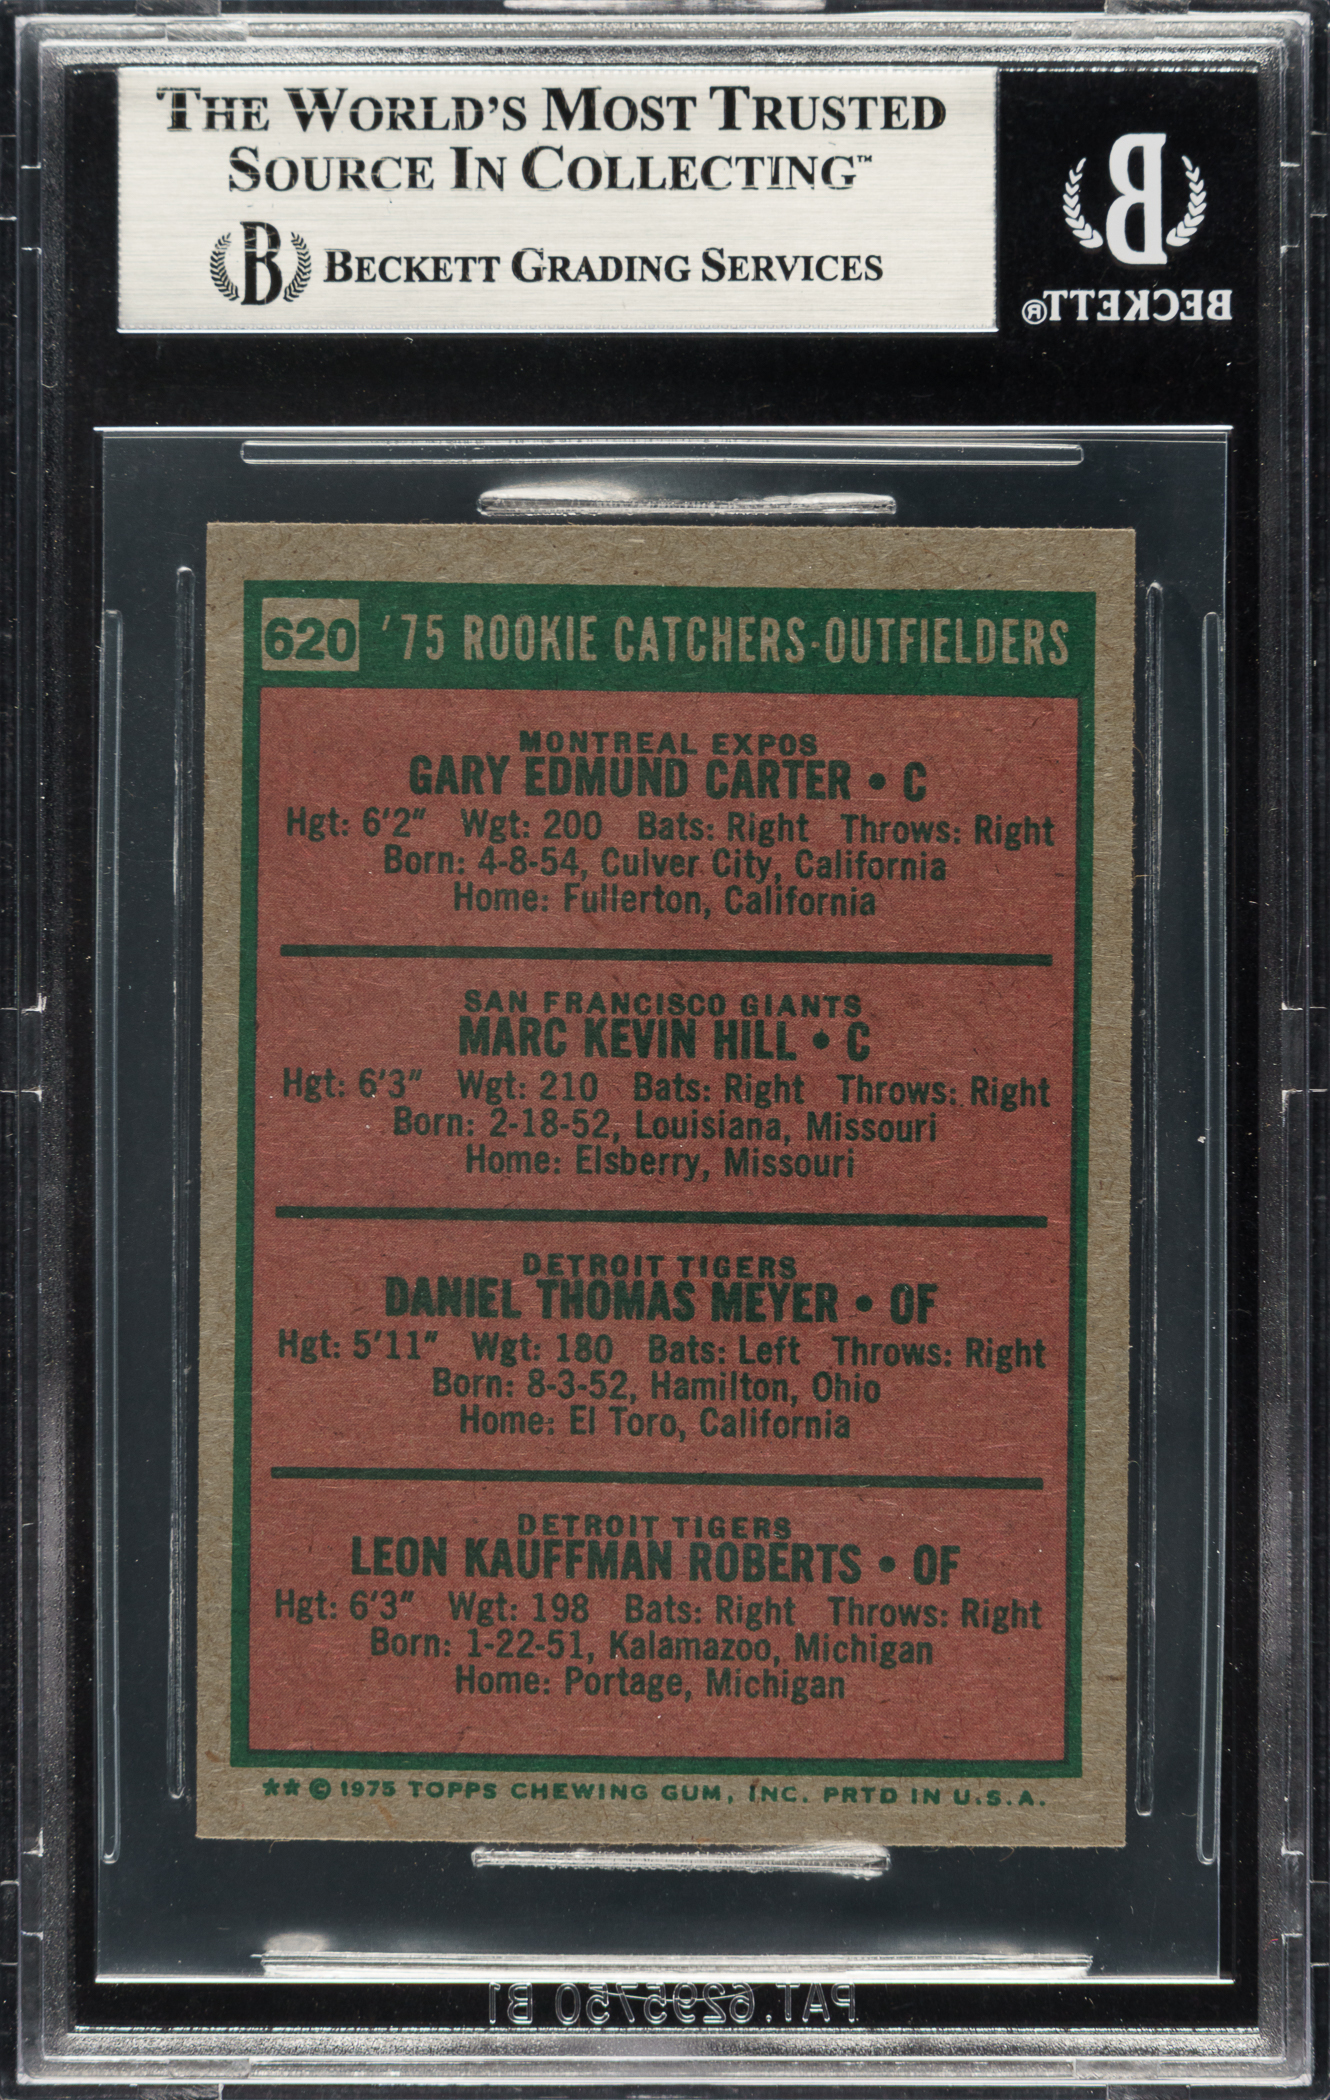 THE WORLD'S MOST TRUSTED
SOURCE IN COLLECTING™
B BECKETT GRADING SERVICES
B
BECKETT®
620 '75 ROOKIE CATCHERS-OUTFIELDERS
MONTREAL EXPOS
GARY EDMUND CARTER • C
Hgt: 6'2" Wgt: 200 Bats: Right Throws: Right
Born: 4-8-54, Culver City, California
Home: Fullerton, California
SAN FRANCISCO GIANTS
MARC KEVIN HILL • C
Hgt: 6'3" Wgt: 210 Bats: Right Throws: Right
Born: 2-18-52, Louisiana, Missouri
Home: Elsberry, Missouri
DETROIT TIGERS
DANIEL THOMAS MEYER • OF
Hgt: 5'11" Wgt: 180 Bats: Left Throws: Right
Born: 8-3-52, Hamilton, Ohio
Home: El Toro, California
DETROIT TIGERS
LEON KAUFFMAN ROBERTS • OF
Hgt: 6'3" Wgt: 198 Bats: Right Throws: Right
Born: 1-22-51, Kalamazoo, Michigan
Home: Portage, Michigan
** © 1975 TOPPS CHEWING GUM, INC. PRTD IN U.S.A.
PAT.6295750 B1